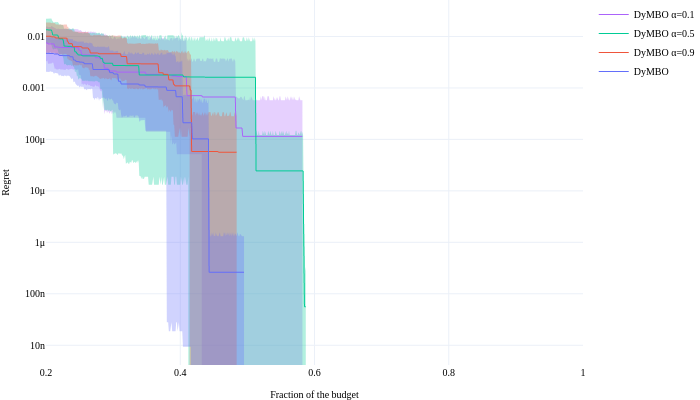 DyMBO α=0.1
DyMBO α=0.5
DyMBO α=0.9
DyMBO
0.01
0.001
100μ
10μ
1μ
100n
10n
Regret
0.2
0.4
0.6
0.8
1
Fraction of the budget